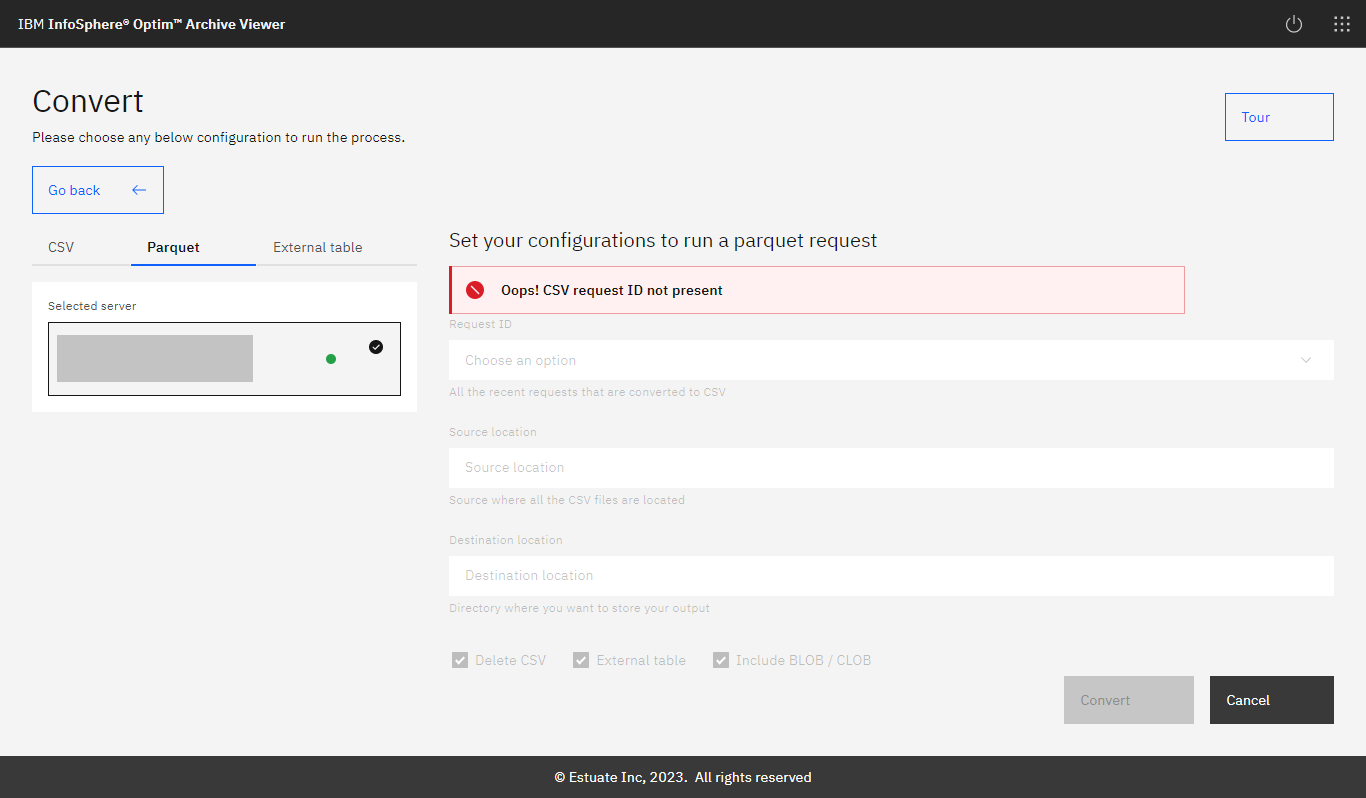 IBM InfoSphere® Optim™ Archive Viewer
Convert
Please choose any below configuration to run the process.
Tour
Go back
CSV
Parquet
External table
Selected server
Set your configurations to run a parquet request
Oops! CSV request ID not present
Request ID
Choose an option
All the recent requests that are converted to CSV
Source location
Source location
Source where all the CSV files are located
Destination location
Destination location
Directory where you want to store your output
Delete CSV
External table
Include BLOB / CLOB
Convert
Cancel
© Estuate Inc, 2023. All rights reserved